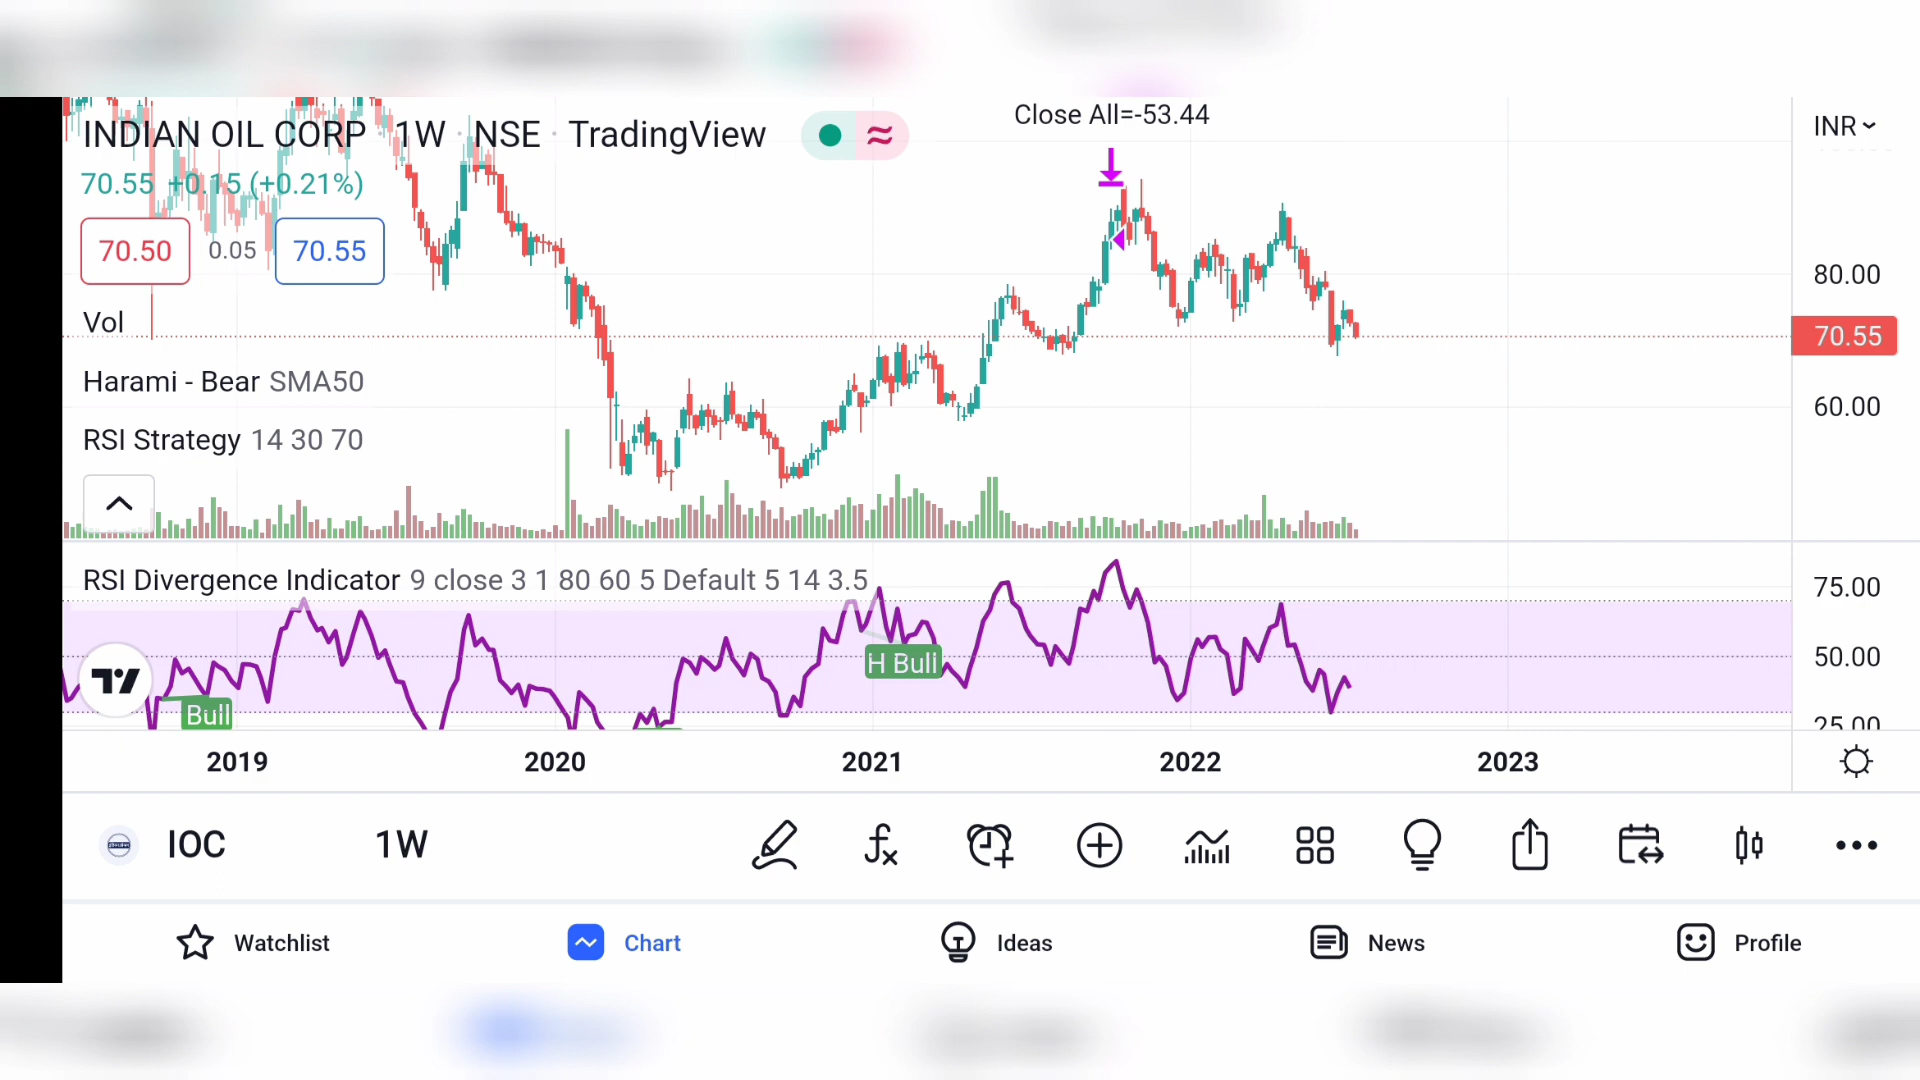 Close All=-53.44
INDIAN OIL CORP · 1W · NSE · TradingView
INR
70.55 +0.15 (+0.21%)
70.50 0.05 70.55
80.00
Vol
70.55
Harami - Bear SMA50
60.00
RSI Strategy 14 30 70
RSI Divergence Indicator 9 close 3 1 80 60 5 Default 5 14 3.5
75.00
H Bull
50.00
Bull
25.00
2019 2020 2021 2022 2023
IOC 1W
Watchlist Chart Ideas News Profile